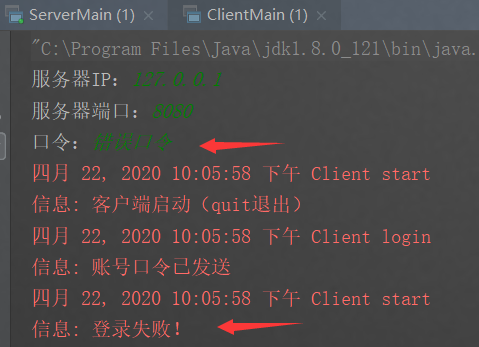 ServerMain (1) × ClientMain (1) ×
"C:\Program Files\Java\jdk1.8.0_121\bin\java.
服务器IP：127.0.0.1
服务器端口：8080
口令：错误口令
四月 22, 2020 10:05:58 下午 Client start
信息: 客户端启动（quit退出）
四月 22, 2020 10:05:58 下午 Client login
信息: 账号口令已发送
四月 22, 2020 10:05:58 下午 Client start
信息: 登录失败！